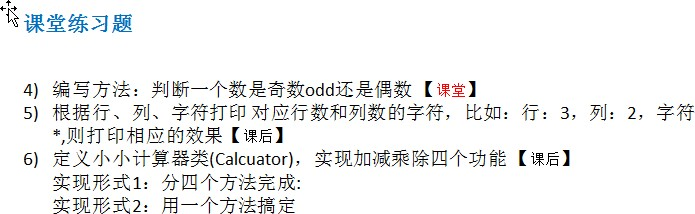 课堂练习题
4) 编写方法：判断一个数是奇数odd还是偶数【课堂】
5) 根据行、列、字符打印 对应行数和列数的字符，比如：行：3，列：2，字符
*,则打印相应的效果【课后】
6) 定义小小计算器类(Calcuator)，实现加减乘除四个功能【课后】
实现形式1：分四个方法完成:
实现形式2：用一个方法搞定